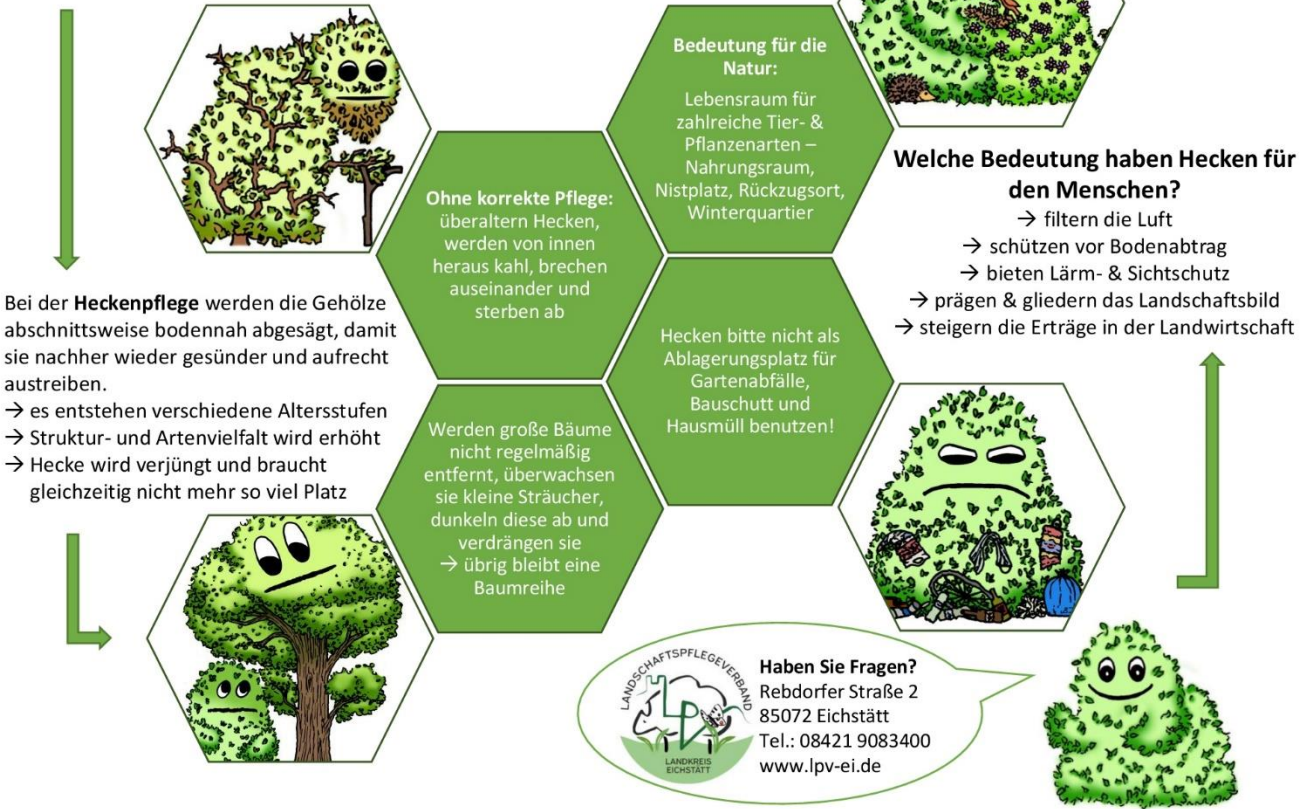 Bedeutung für die
Natur:
Lebensraum für
zahlreiche Tier- &
Pflanzenarten –
Nahrungsraum,
Nistplatz, Rückzugsort,
Winterquartier
Ohne korrekte Pflege:
überaltern Hecken,
werden von innen
heraus kahl, brechen
auseinander und
sterben ab
Welche Bedeutung haben Hecken für
den Menschen?
→ filtern die Luft
→ schützen vor Bodenabtrag
→ bieten Lärm- & Sichtschutz
→ prägen & gliedern das Landschaftsbild
→ steigern die Erträge in der Landwirtschaft
Bei der Heckenpflege werden die Gehölze
abschnittsweise bodennah abgesägt, damit
sie nachher wieder gesünder und aufrecht
austreiben.
→ es entstehen verschiedene Altersstufen
→ Struktur- und Artenvielfalt wird erhöht
→ Hecke wird verjüngt und braucht
gleichzeitig nicht mehr so viel Platz
Hecken bitte nicht als
Ablagerungsplatz für
Gartenabfälle,
Bauschutt und
Hausmüll benutzen!
Werden große Bäume
nicht regelmäßig
entfernt, überwachsen
sie kleine Sträucher,
dunkeln diese ab und
verdrängen sie
→ übrig bleibt eine
Baumreihe
LANDSCHAFTSPFLEGEVERBAND
LPV
LANDKREIS
EICHSTÄTT
Haben Sie Fragen?
Rebdorfer Straße 2
85072 Eichstätt
Tel.: 08421 9083400
www.lpv-ei.de